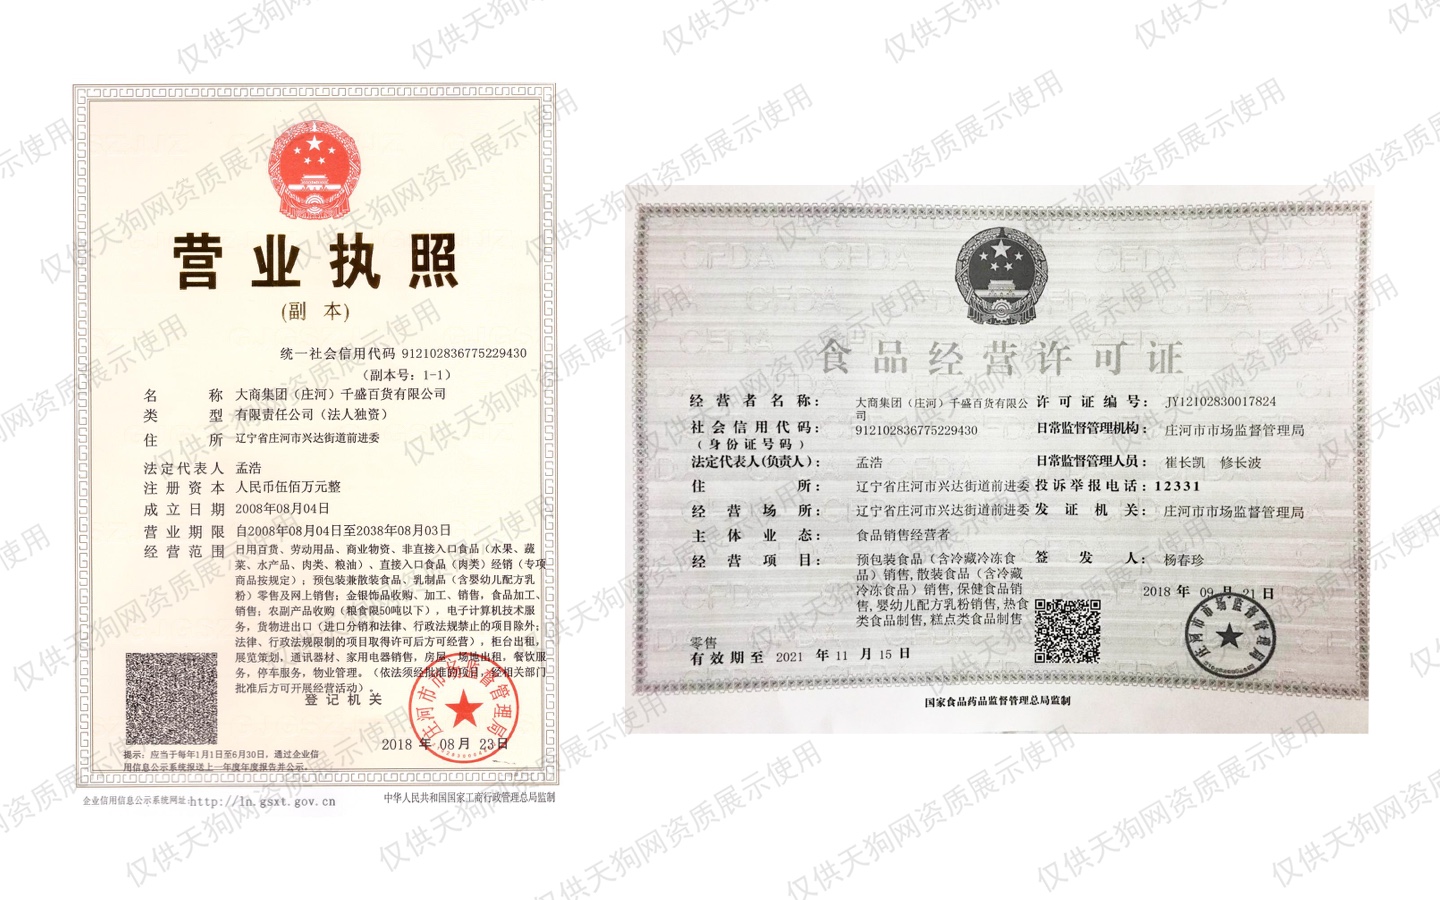 营业执照
(副 本)
统一社会信用代码 912102836775229430
（副本号：1-1）
名 称 大商集团（庄河）千盛百货有限公司
类 型 有限责任公司（法人独资）
住 所 辽宁省庄河市兴达街道前进委
法定代表人 孟浩
注册资本 人民币伍佰万元整
成立日期 2008年08月04日
营业期限 自2008年08月04日至2038年08月03日
经营范围 日用百货、劳动用品、商业物资、非直接入口食品（水果、蔬
菜、水产品、肉类、粮油）、直接入口食品（肉类）经销（专项
商品按规定）；预包装兼散装食品、乳制品（含婴幼儿配方乳
粉）零售及网上销售；金银饰品收购、加工、销售，食品加工、
销售；农副产品收购（粮食限50吨以下），电子计算机技术服
务，货物进出口（进口分销和法律、行政法规禁止的项目除外；
法律、行政法规限制的项目取得许可后方可经营），柜台出租，
展览策划，通讯器材、家用电器销售，房屋、场地出租，餐饮服
务，停车服务，物业管理。（依法须经批准的项目，经相关部门
批准后方可开展经营活动）。
登记机关
庄河市市场监督管理局
2018 年 08月 23日
提示：应当于每年1月1日至6月30日，通过企业信
用信息公示系统报送上一年度年度报告并公示。
企业信用信息公示系统网址:http://ln.gsxt.gov.cn
中华人民共和国国家工商行政管理总局监制
食品经营许可证
经营者名称： 大商集团（庄河）千盛百货有限公
司
社会信用代码： 912102836775229430
（身份证号码）
法定代表人(负责人)： 孟浩
住 所： 辽宁省庄河市兴达街道前进委
经营场所： 辽宁省庄河市兴达街道前进委
主体业态： 食品销售经营者
经营项目： 预包装食品（含冷藏冷冻食
品）销售,散装食品（含冷藏
冷冻食品）销售,保健食品销
售,婴幼儿配方乳粉销售,热食
类食品制售,糕点类食品制售
零售
有效期至 2021 年 11 月 15 日
许可证编号： JY12102830017824
日常监督管理机构： 庄河市市场监督管理局
日常监督管理人员： 崔长凯 修长波
投诉举报电话：12331
发证机关： 庄河市市场监督管理局
签发人： 杨春珍
2018 年 09 月 21 日
庄河市市场监督管理局
国家食品药品监督管理总局监制
仅供天狗网资质展示使用